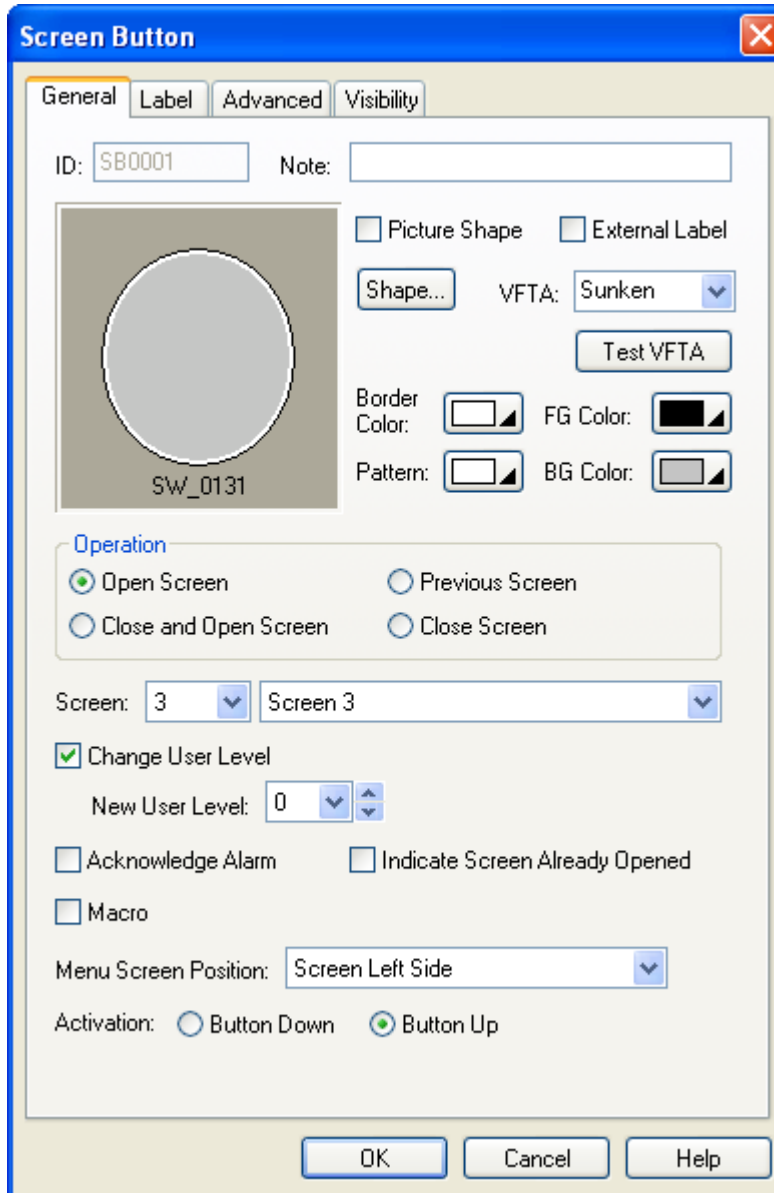 Screen Button
General Label Advanced Visibility
ID: SB0001 Note:
Picture Shape External Label
Shape... VFTA: Sunken
Test VFTA
Border Color: FG Color:
Pattern: BG Color:
SW_0131
Operation
Open Screen Previous Screen
Close and Open Screen Close Screen
Screen: 3 Screen 3
Change User Level
New User Level: 0
Acknowledge Alarm Indicate Screen Already Opened
Macro
Menu Screen Position: Screen Left Side
Activation: Button Down Button Up
OK Cancel Help